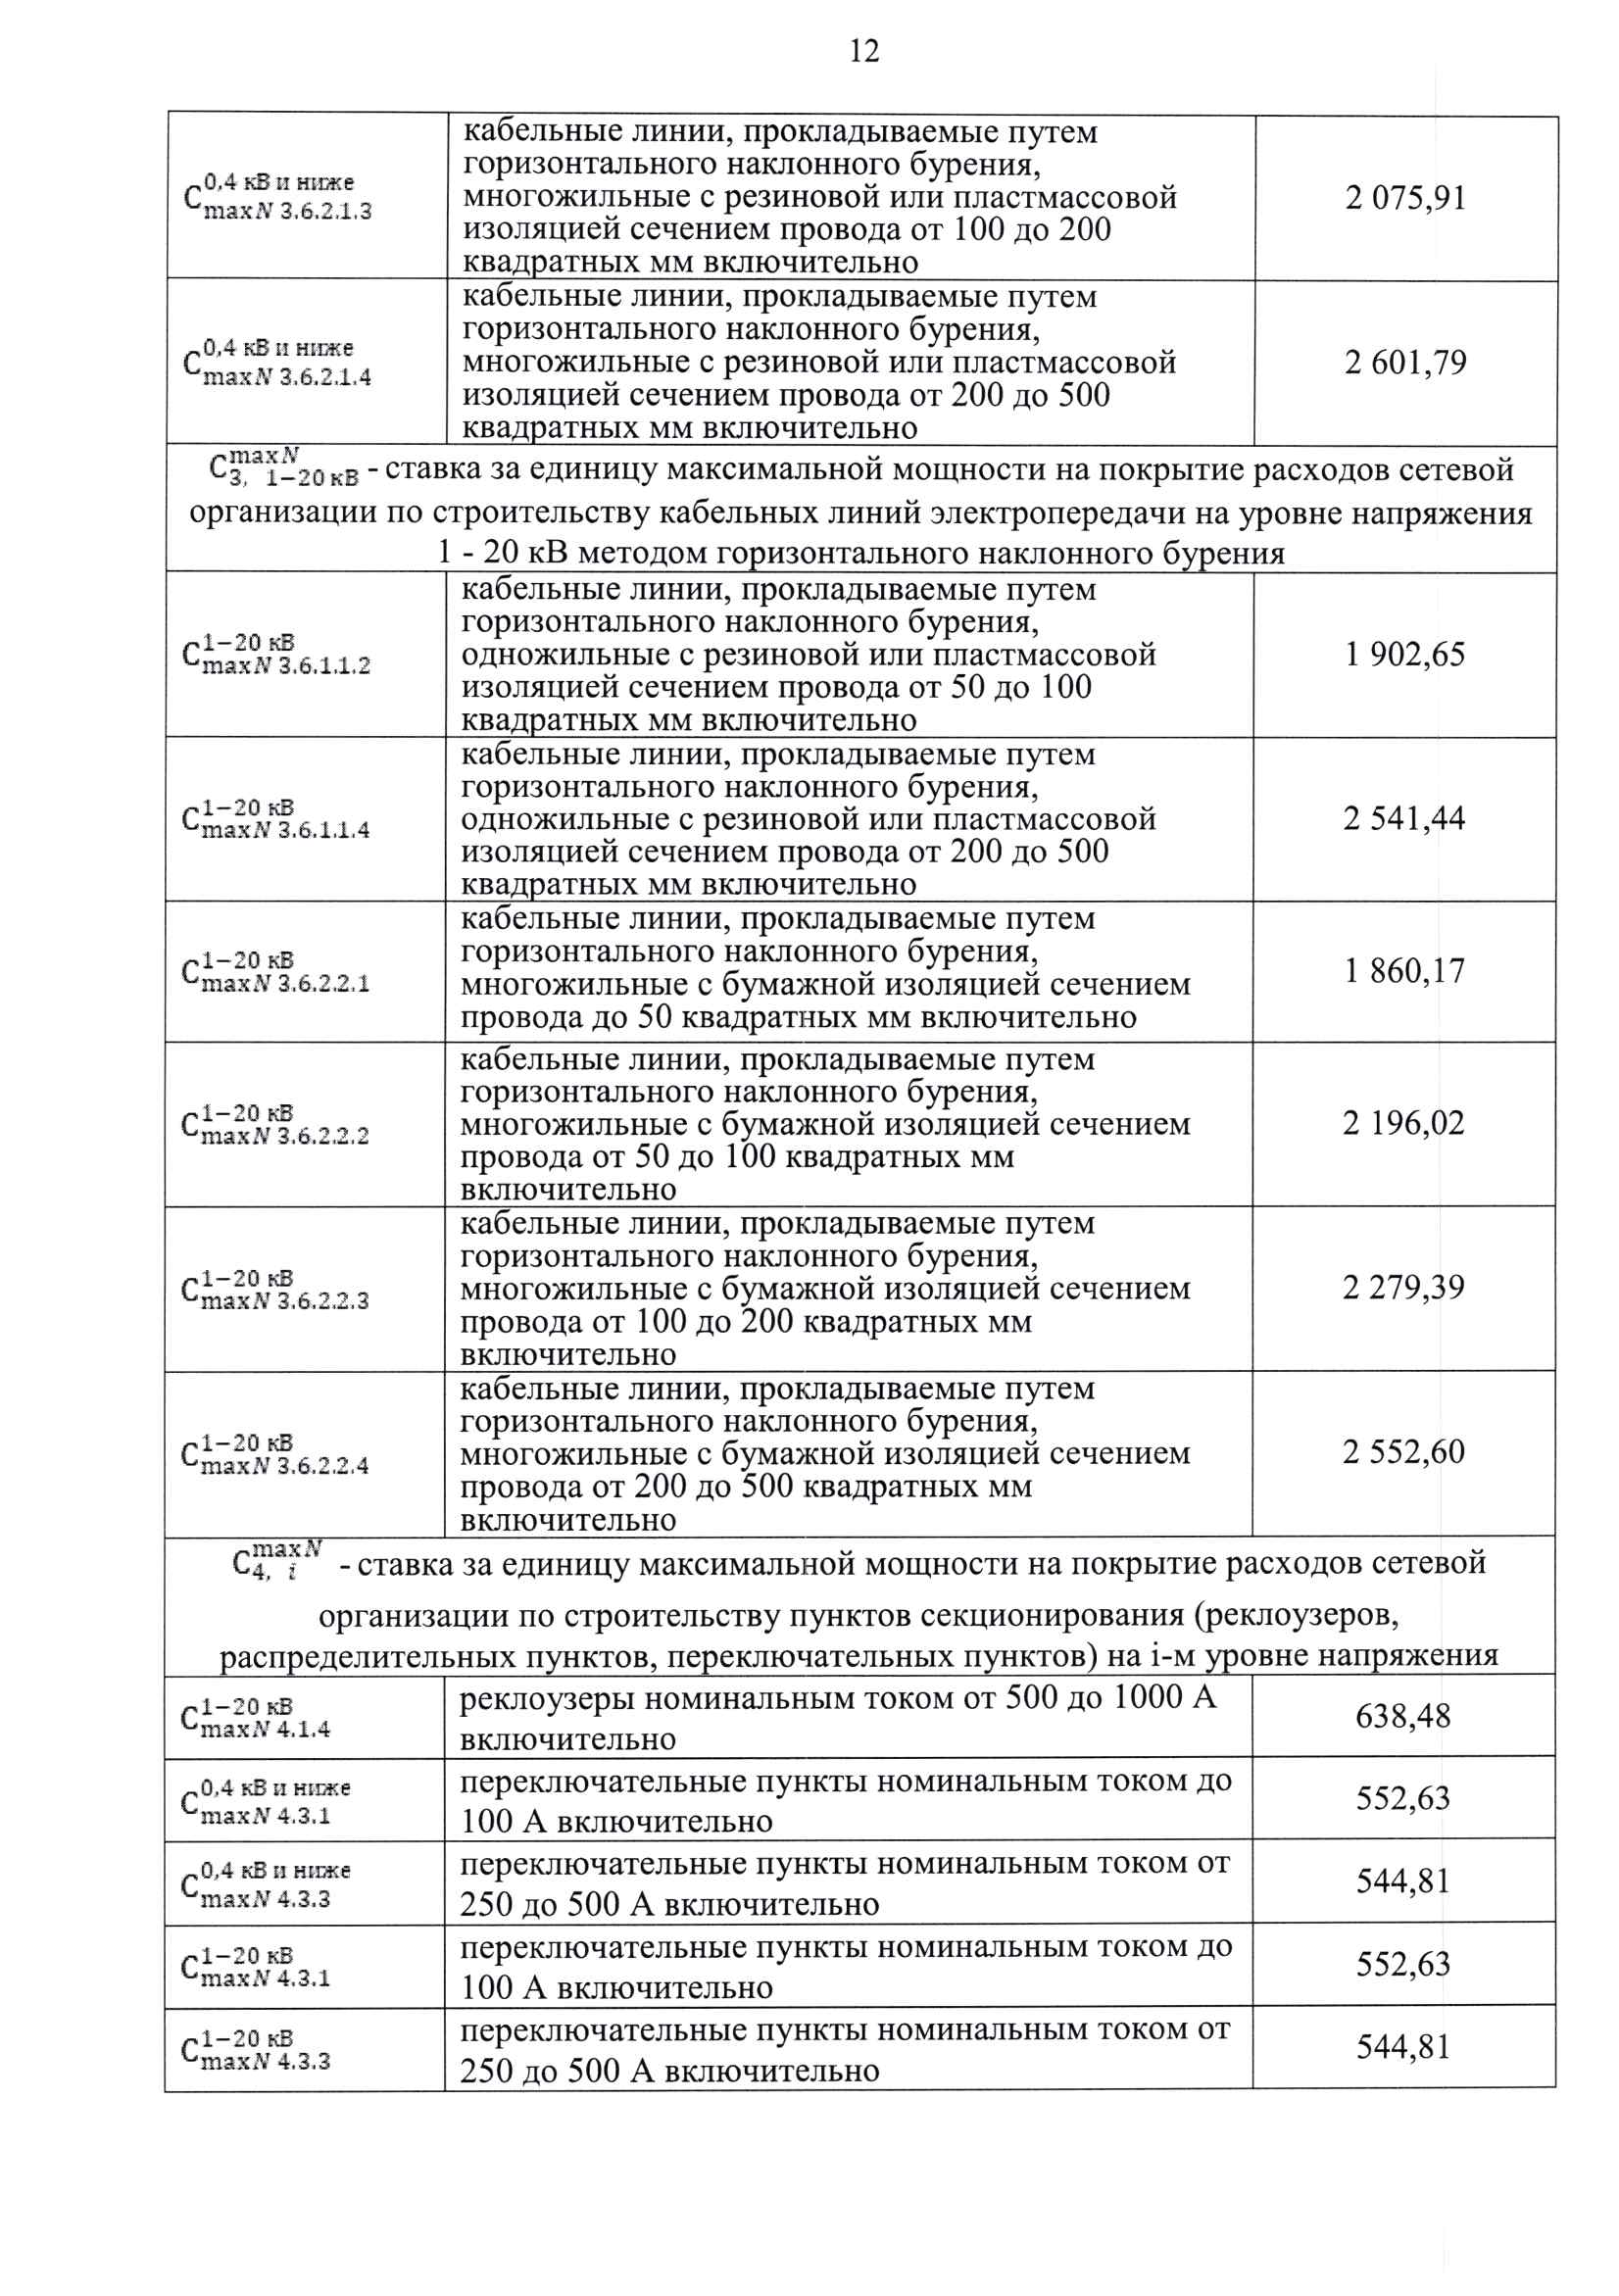 12
кабельные линии, прокладываемые путем
горизонтального наклонного бурения,
C 0,4 кВ и ниже maxN 3.6.2.1.3 многожильные с резиновой или пластмассовой 2 075,91
изоляцией сечением провода от 100 до 200
квадратных мм включительно
кабельные линии, прокладываемые путем
горизонтального наклонного бурения,
C 0,4 кВ и ниже maxN 3.6.2.1.4 многожильные с резиновой или пластмассовой 2 601,79
изоляцией сечением провода от 200 до 500
квадратных мм включительно
C maxN 3, 1−20 кВ - ставка за единицу максимальной мощности на покрытие расходов сетевой
организации по строительству кабельных линий электропередачи на уровне напряжения
1 - 20 кВ методом горизонтального наклонного бурения
кабельные линии, прокладываемые путем
горизонтального наклонного бурения,
C 1−20 кВ maxN 3.6.1.1.2 одножильные с резиновой или пластмассовой 1 902,65
изоляцией сечением провода от 50 до 100
квадратных мм включительно
кабельные линии, прокладываемые путем
горизонтального наклонного бурения,
C 1−20 кВ maxN 3.6.1.1.4 одножильные с резиновой или пластмассовой 2 541,44
изоляцией сечением провода от 200 до 500
квадратных мм включительно
кабельные линии, прокладываемые путем
горизонтального наклонного бурения,
C 1−20 кВ maxN 3.6.2.2.1 многожильные с бумажной изоляцией сечением 1 860,17
провода до 50 квадратных мм включительно
кабельные линии, прокладываемые путем
горизонтального наклонного бурения,
C 1−20 кВ maxN 3.6.2.2.2 многожильные с бумажной изоляцией сечением 2 196,02
провода от 50 до 100 квадратных мм
включительно
кабельные линии, прокладываемые путем
горизонтального наклонного бурения,
C 1−20 кВ maxN 3.6.2.2.3 многожильные с бумажной изоляцией сечением 2 279,39
провода от 100 до 200 квадратных мм
включительно
кабельные линии, прокладываемые путем
горизонтального наклонного бурения,
C 1−20 кВ maxN 3.6.2.2.4 многожильные с бумажной изоляцией сечением 2 552,60
провода от 200 до 500 квадратных мм
включительно
C maxN 4, i - ставка за единицу максимальной мощности на покрытие расходов сетевой
организации по строительству пунктов секционирования (реклоузеров,
распределительных пунктов, переключательных пунктов) на i-м уровне напряжения
C 1−20 кВ maxN 4.1.4 реклоузеры номинальным током от 500 до 1000 А 638,48
включительно
C 0,4 кВ и ниже maxN 4.3.1 переключательные пункты номинальным током до 552,63
100 А включительно
C 0,4 кВ и ниже maxN 4.3.3 переключательные пункты номинальным током от 544,81
250 до 500 А включительно
C 1−20 кВ maxN 4.3.1 переключательные пункты номинальным током до 552,63
100 А включительно
C 1−20 кВ maxN 4.3.3 переключательные пункты номинальным током от 544,81
250 до 500 А включительно